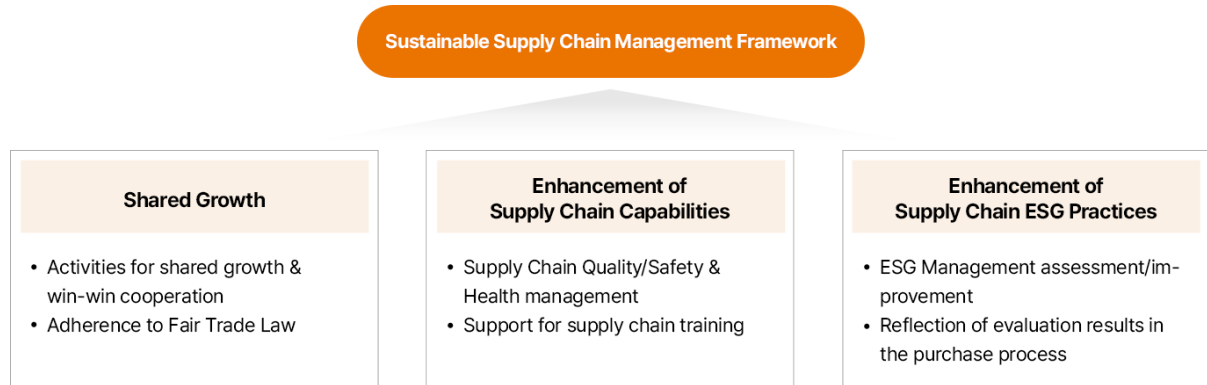 Sustainable Supply Chain Management Framework
Shared Growth
• Activities for shared growth &
win-win cooperation
• Adherence to Fair Trade Law
Enhancement of
Supply Chain Capabilities
• Supply Chain Quality/Safety &
Health management
• Support for supply chain training
Enhancement of
Supply Chain ESG Practices
• ESG Management assessment/im-
provement
• Reflection of evaluation results in
the purchase process